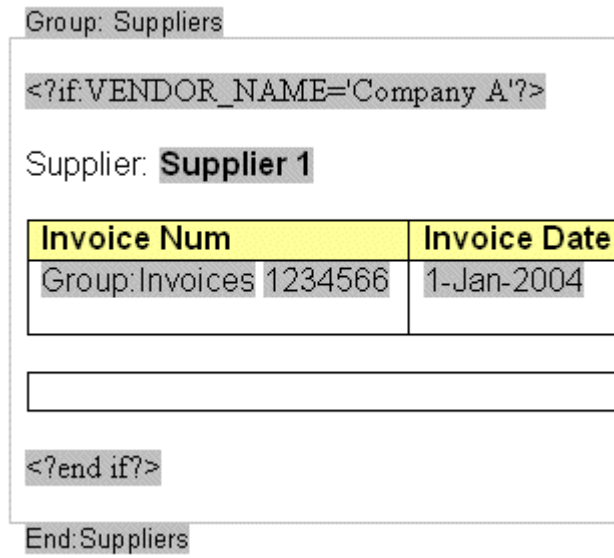 Group: Suppliers
<?if:VENDOR_NAME='Company A'?>
Supplier: Supplier 1
Invoice Num Invoice Date
Group:Invoices 1234566 1-Jan-2004
<?end if?>
End:Suppliers